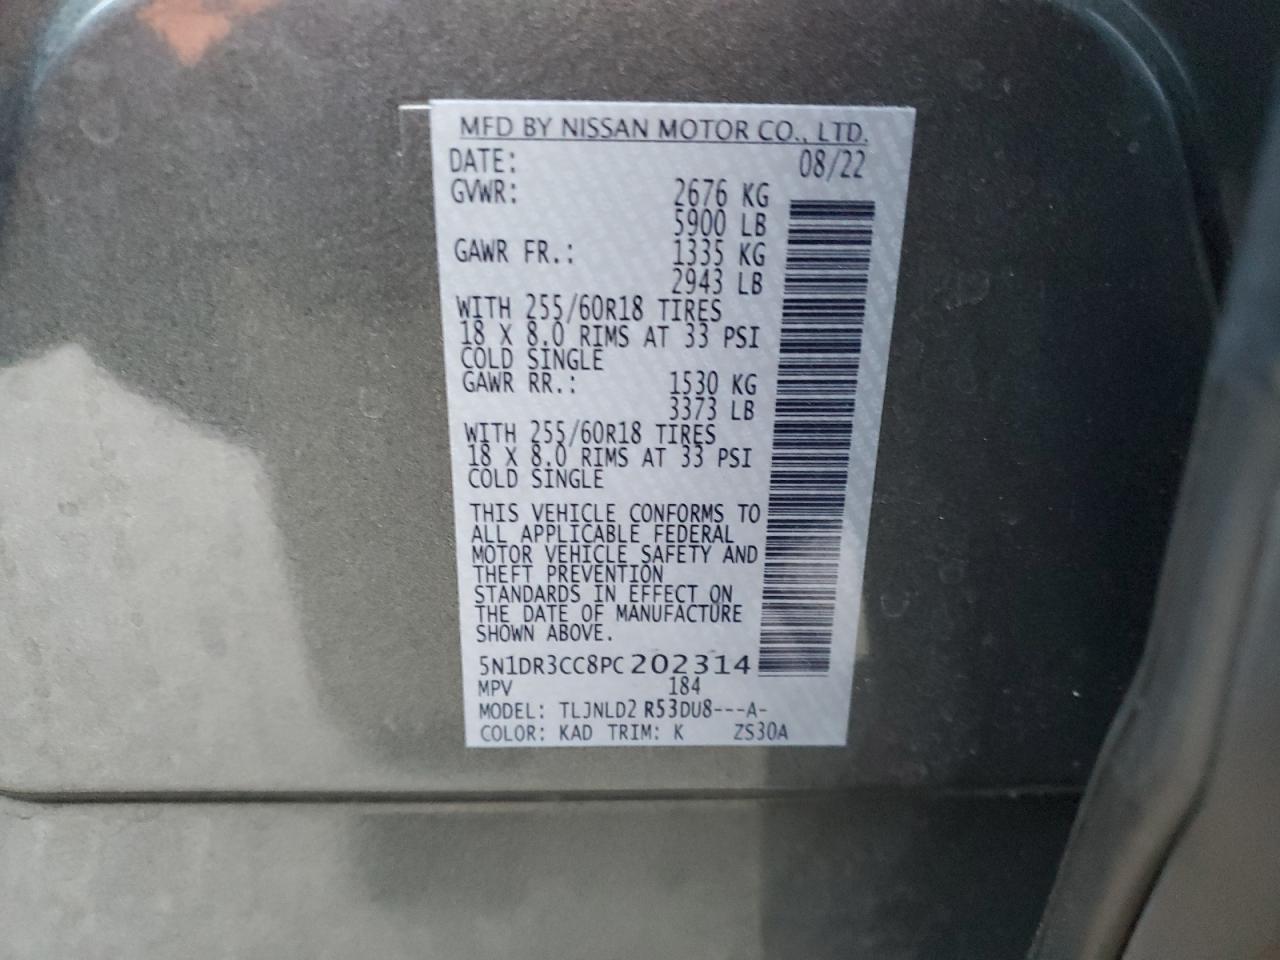 MFD BY NISSAN MOTOR CO., LTD.
DATE: 08/22
GVWR: 2676 KG
5900 LB
GAWR FR.: 1335 KG
2943 LB
WITH 255/60R18 TIRES
18 X 8.0 RIMS AT 33 PSI
COLD SINGLE
GAWR RR.: 1530 KG
3373 LB
WITH 255/60R18 TIRES
18 X 8.0 RIMS AT 33 PSI
COLD SINGLE
THIS VEHICLE CONFORMS TO
ALL APPLICABLE FEDERAL
MOTOR VEHICLE SAFETY AND
THEFT PREVENTION
STANDARDS IN EFFECT ON
THE DATE OF MANUFACTURE
SHOWN ABOVE.
5N1DR3CC8PC202314
MPV 184
MODEL: TLJNLD2 R53DU8---A-
COLOR: KAD TRIM: K ZS30A